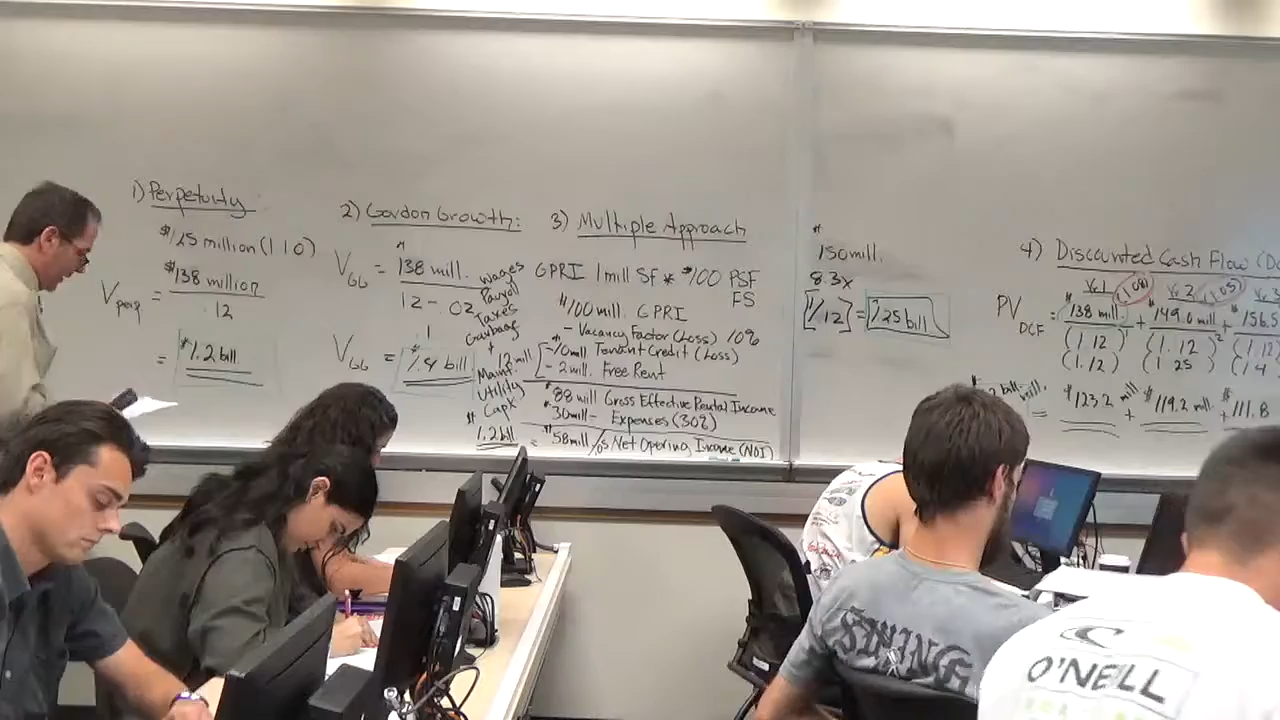 1) Perpetuity
$125 million (1.10)
Vperp = $138 million
.12
= $1.2 bill.
2) Gordon Growth:
VGG = $138 mill.
.12 - .02
.1
VGG = $1.4 bill
Wages
Payroll
Taxes
Garbage
+
Maint.
Utility
CapX
$1.2 bill
3) Multiple Approach
GPRI 1 mill SF * $100 PSF
FS
$100 mill. GPRI
- Vacancy Factor (Loss) 10%
12 mill [ -10 mill Tenant Credit (Loss)
- 2 mill. Free Rent
$88 mill Gross Effective Rental Income
$30 mill - Expenses (30%)
= $58 mill/% Net Opering Income (NOI)
$150 mill.
8.3x
[1/.12] = $1.25 bill
4) Discounted Cash Flow (D
Yr 1 (1.08) Yr 2 (1.05) Yr 3
PVDCF = $138 mill. + $149.0 mill + $156.5
(1.12)1 (1.12)2 (1.12
(1.12) (1.25) (1.4
$123.2 mill + $119.2 mill. + $111.8
O'NEILL